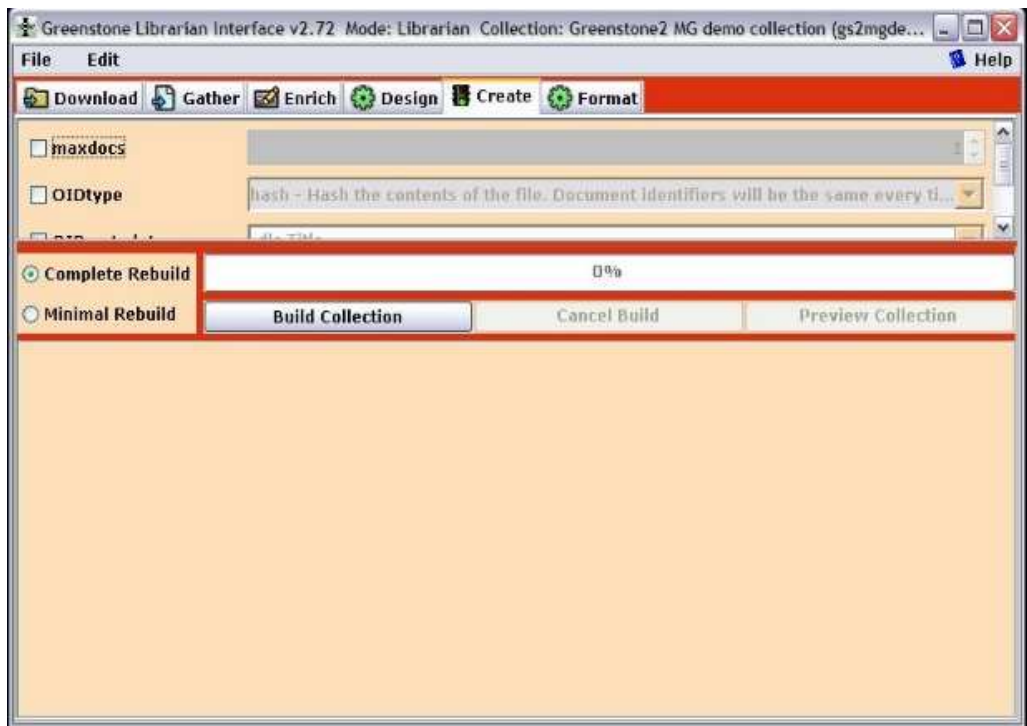 Greenstone Librarian Interface v2.72 Mode: Librarian Collection: Greenstone2 MG demo collection (gs2mgde...
File Edit Help
Download Gather Enrich Design Create Format
maxdocs 1
OIDtype hash - Hash the contents of the file. Document identifiers will be the same every ti...
Complete Rebuild 0%
Minimal Rebuild Build Collection Cancel Build Preview Collection